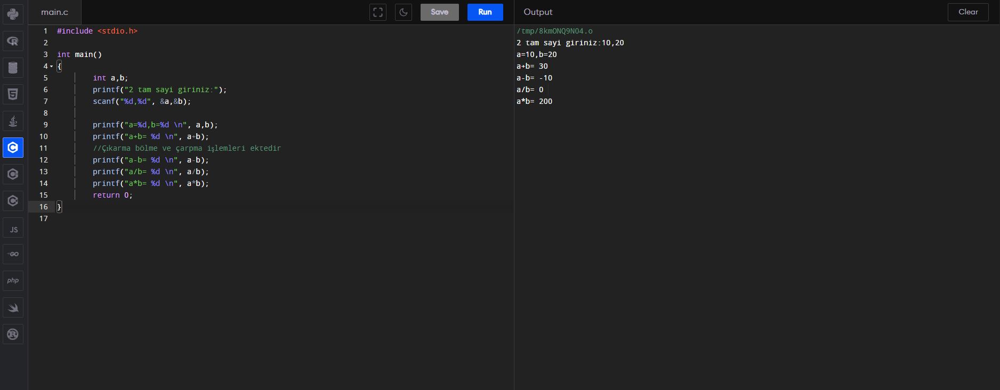 main.c
Save
Run
Output
Clear
1 #include <stdio.h>
2
3 int main()
4 {
5 int a,b;
6 printf("2 tam sayi giriniz:");
7 scanf("%d,%d", &a,&b);
8
9 printf("a=%d,b=%d \n", a,b);
10 printf("a+b= %d \n", a+b);
11 //Çıkarma bölme ve çarpma işlemleri ektedir
12 printf("a-b= %d \n", a-b);
13 printf("a/b= %d \n", a/b);
14 printf("a*b= %d \n", a*b);
15 return 0;
16 }
17
/tmp/8kmONQ9NO4.o
2 tam sayi giriniz:10,20
a=10,b=20
a+b= 30
a-b= -10
a/b= 0
a*b= 200
R
5
C
C
C
JS
GO
php
R